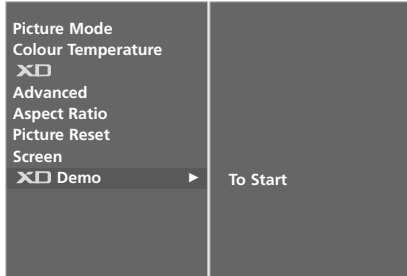 Picture Mode
Colour Temperature
XD
Advanced
Aspect Ratio
Picture Reset
Screen
XD Demo ►
To Start